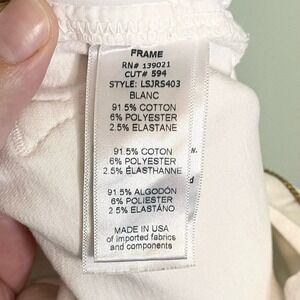 FRAME
RN# 139021
CUT# 594
STYLE: LSJRS403
BLANC
91.5% COTTON
6% POLYESTER
2.5% ELASTANE
91.5% COTON
6% POLYESTER
2.5% ÉLASTHANNE
91.5% ALGODÓN
6% POLIESTER
2.5% ELASTÁNO
MADE IN USA
of imported fabrics
and components